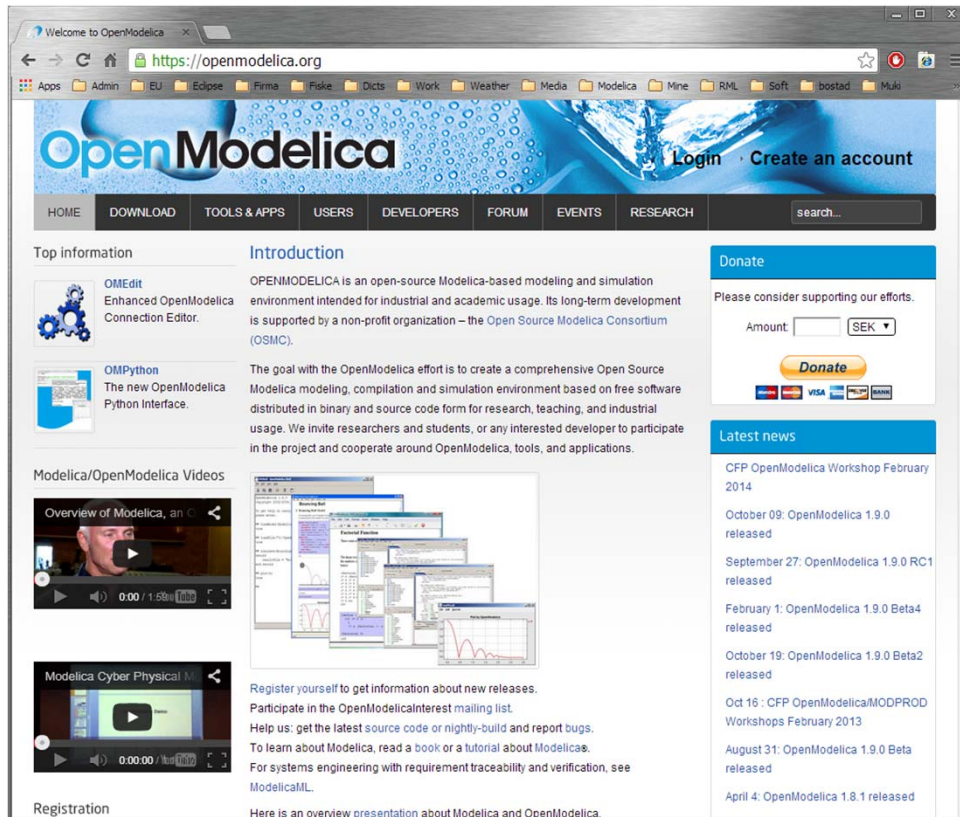 Welcome to OpenModelica
https://openmodelica.org
Apps Admin EU Eclipse Firma Fiske Dicts Work Weather Media Modelica Mine RML Soft bostad Muki
OpenModelica
Login Create an account
HOME DOWNLOAD TOOLS & APPS USERS DEVELOPERS FORUM EVENTS RESEARCH search...
Top information
OMEdit
Enhanced OpenModelica
Connection Editor.
OMPython
The new OpenModelica
Python Interface.
Modelica/OpenModelica Videos
Overview of Modelica, an O
0:00 / 1:59 YouTube
Modelica Cyber Physical M
Demo
0:00:00 / YouTube
Registration
Introduction
OPENMODELICA is an open-source Modelica-based modeling and simulation
environment intended for industrial and academic usage. Its long-term development
is supported by a non-profit organization – the Open Source Modelica Consortium
(OSMC).
The goal with the OpenModelica effort is to create a comprehensive Open Source
Modelica modeling, compilation and simulation environment based on free software
distributed in binary and source code form for research, teaching, and industrial
usage. We invite researchers and students, or any interested developer to participate
in the project and cooperate around OpenModelica, tools, and applications.
Bouncing Ball
Factorial Function
Register yourself to get information about new releases.
Participate in the OpenModelicaInterest mailing list.
Help us: get the latest source code or nightly-build and report bugs.
To learn about Modelica, read a book or a tutorial about Modelica®.
For systems engineering with requirement traceability and verification, see
ModelicaML.
Here is an overview presentation about Modelica and OpenModelica.
Donate
Please consider supporting our efforts.
Amount: SEK
Donate
VISA BANK
Latest news
CFP OpenModelica Workshop February
2014
October 09: OpenModelica 1.9.0
released
September 27: OpenModelica 1.9.0 RC1
released
February 1: OpenModelica 1.9.0 Beta4
released
October 19: OpenModelica 1.9.0 Beta2
released
Oct 16 : CFP OpenModelica/MODPROD
Workshops February 2013
August 31: OpenModelica 1.9.0 Beta
released
April 4: OpenModelica 1.8.1 released